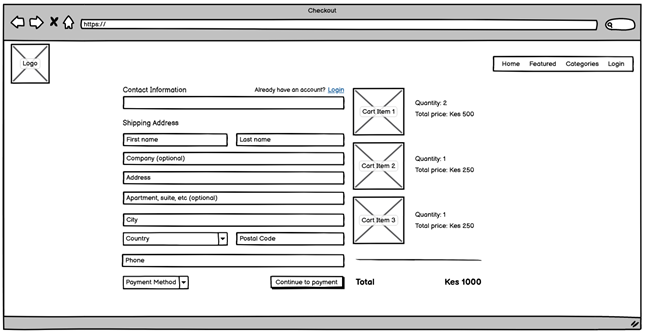 Checkout
https://
Logo
Home Featured Categories Login
Contact Information
Already have an account? Login
Shipping Address
First name
Last name
Company (optional)
Address
Apartment, suite, etc (optional)
City
Country
Postal Code
Phone
Payment Method
Continue to payment
Cart Item 1
Quantity: 2
Total price: Kes 500
Cart Item 2
Quantity: 1
Total price: Kes 250
Cart Item 3
Quantity: 1
Total price: Kes 250
Total Kes 1000